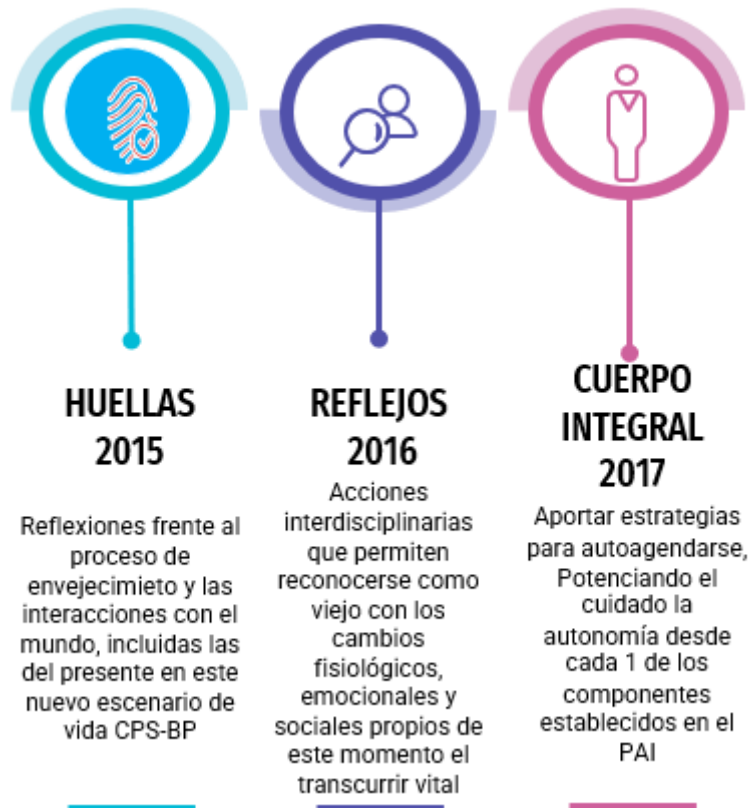 HUELLAS
2015
Reflexiones frente al
proceso de
envejecimieto y las
interacciones con el
mundo, incluidas las
del presente en este
nuevo escenario de
vida CPS-BP
REFLEJOS
2016
Acciones
interdisciplinarias
que permiten
reconocerse como
viejo con los
cambios
fisiológicos,
emocionales y
sociales propios de
este momento el
transcurrir vital
CUERPO
INTEGRAL
2017
Aportar estrategias
para autoagendarse,
Potenciando el
cuidado la
autonomía desde
cada 1 de los
componentes
establecidos en el
PAI